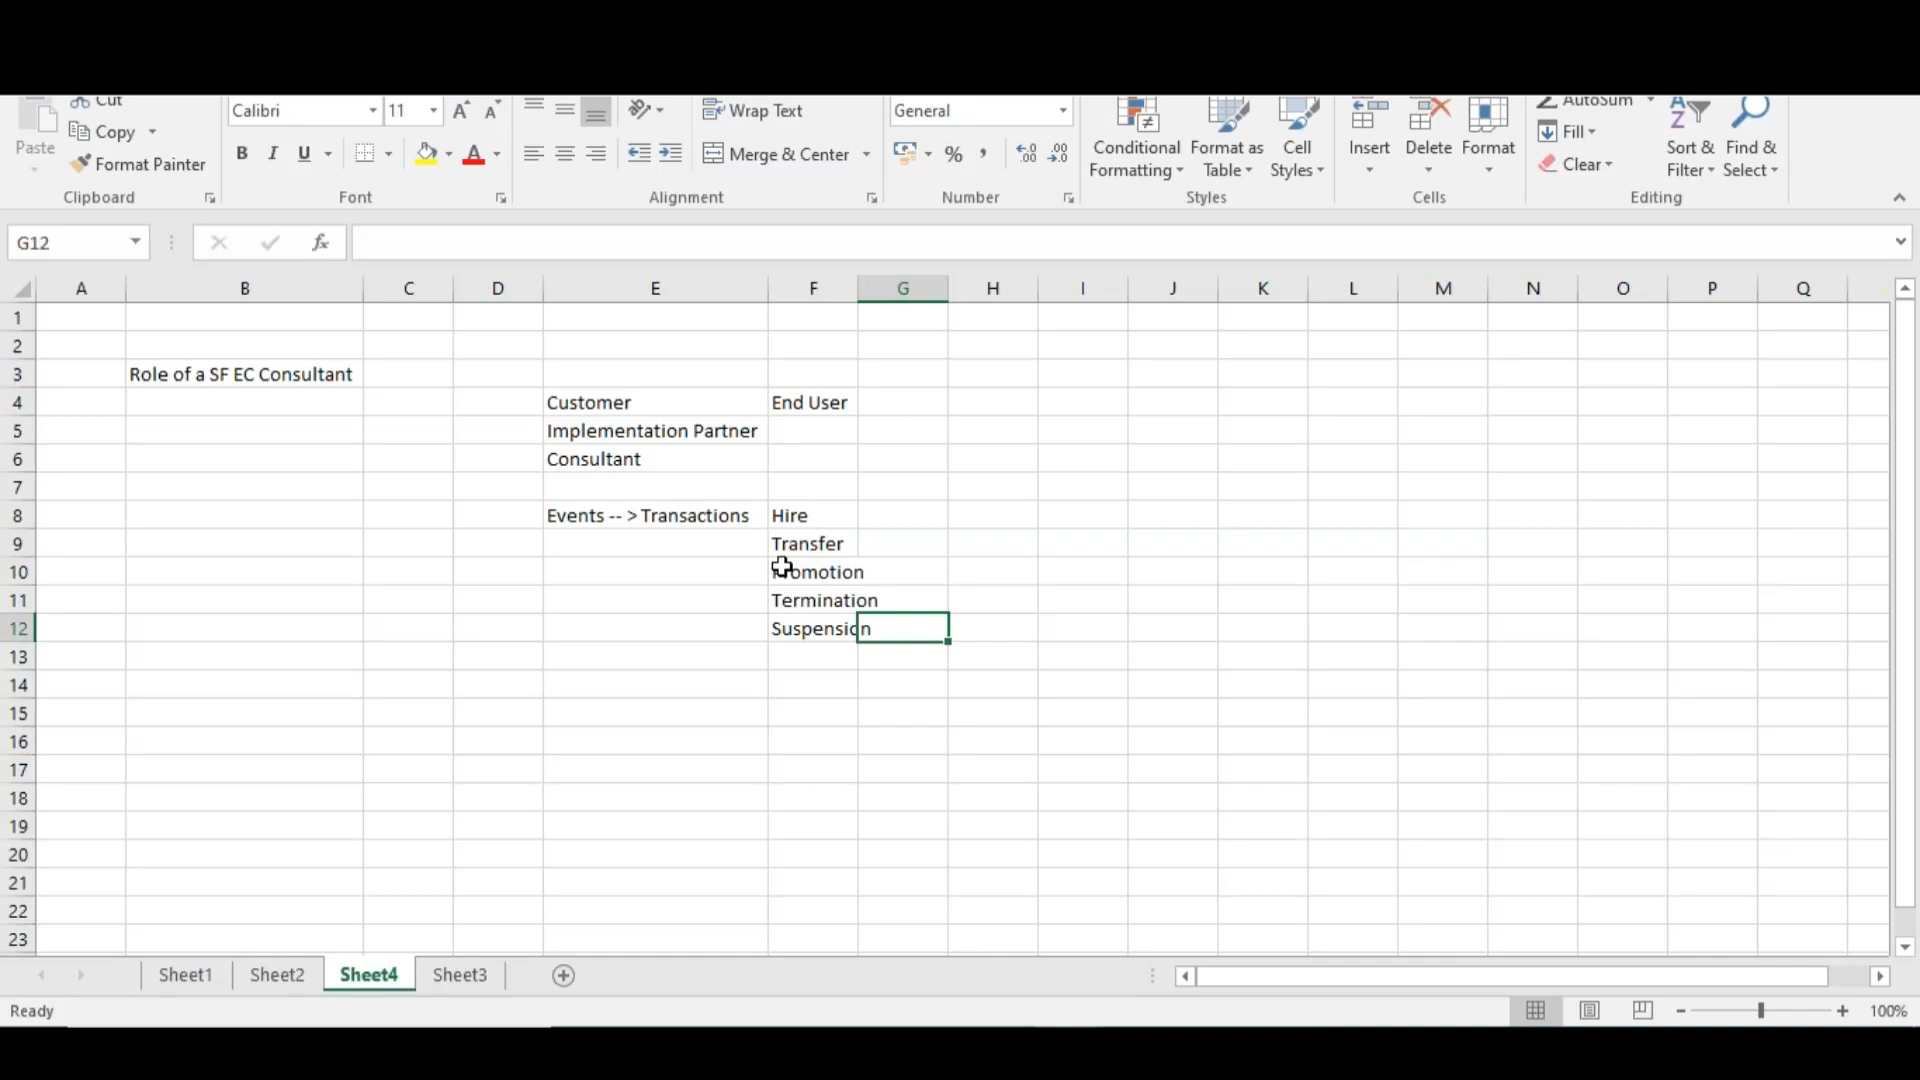 Cut
Calibri 11 Wrap Text General AutoSum
Copy Fill
Paste Conditional Format as Cell Insert Delete Format Sort & Find &
Format Painter B I U Merge & Center % , Formatting Table Styles Clear Filter Select
Clipboard Font Alignment Number Styles Cells Editing
G12 fx
A B C D E F G H I J K L M N O P Q
1
2
3 Role of a SF EC Consultant
4 Customer End User
5 Implementation Partner
6 Consultant
7
8 Events -- > Transactions Hire
9 Transfer
10 Promotion
11 Termination
12 Suspension
13
14
15
16
17
18
19
20
21
22
23
Sheet1 Sheet2 Sheet4 Sheet3
Ready 100%